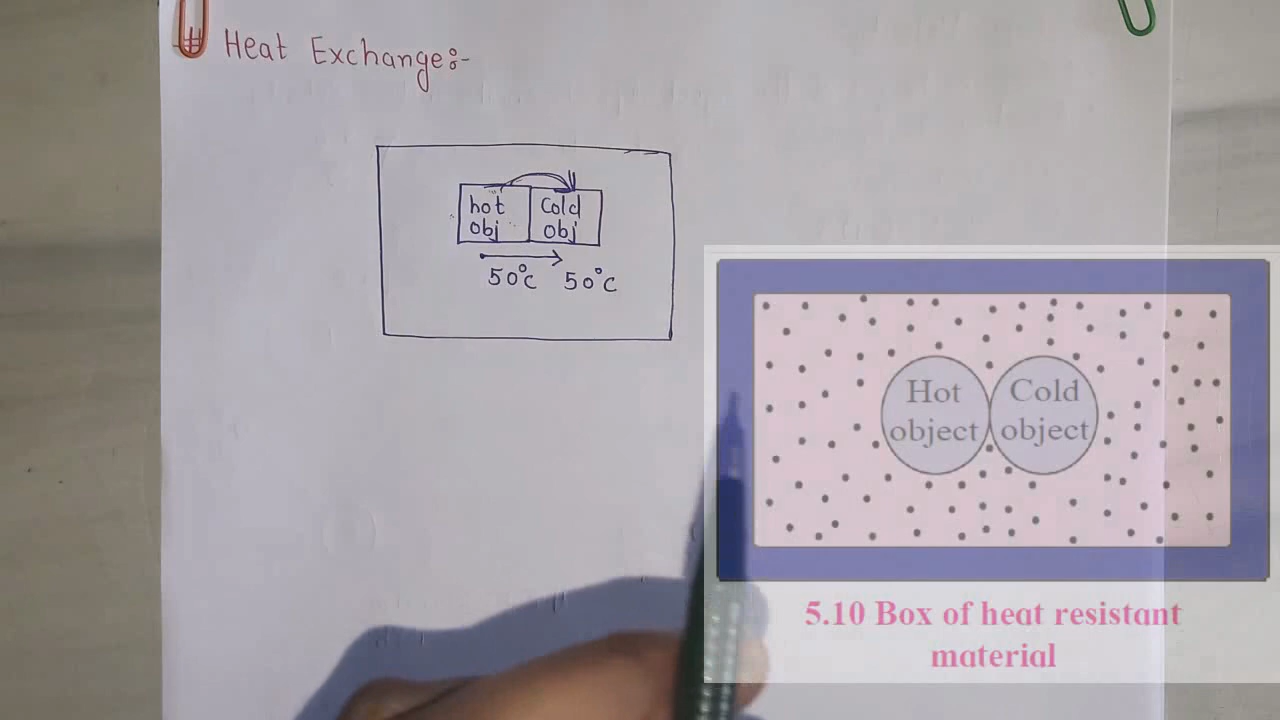 # Heat Exchange:-
hot
obj
Cold
obj
50°C 50°C
Hot
object
Cold
object
5.10 Box of heat resistant
material